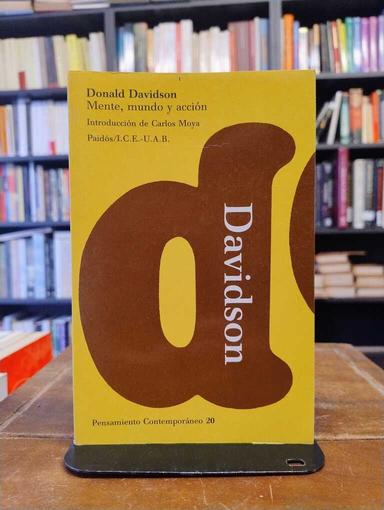 Donald Davidson
Mente, mundo y acción
Introducción de Carlos Moya
Paidós/I.C.E.-U.A.B.
d
Davidson
Pensamiento Contemporáneo 20